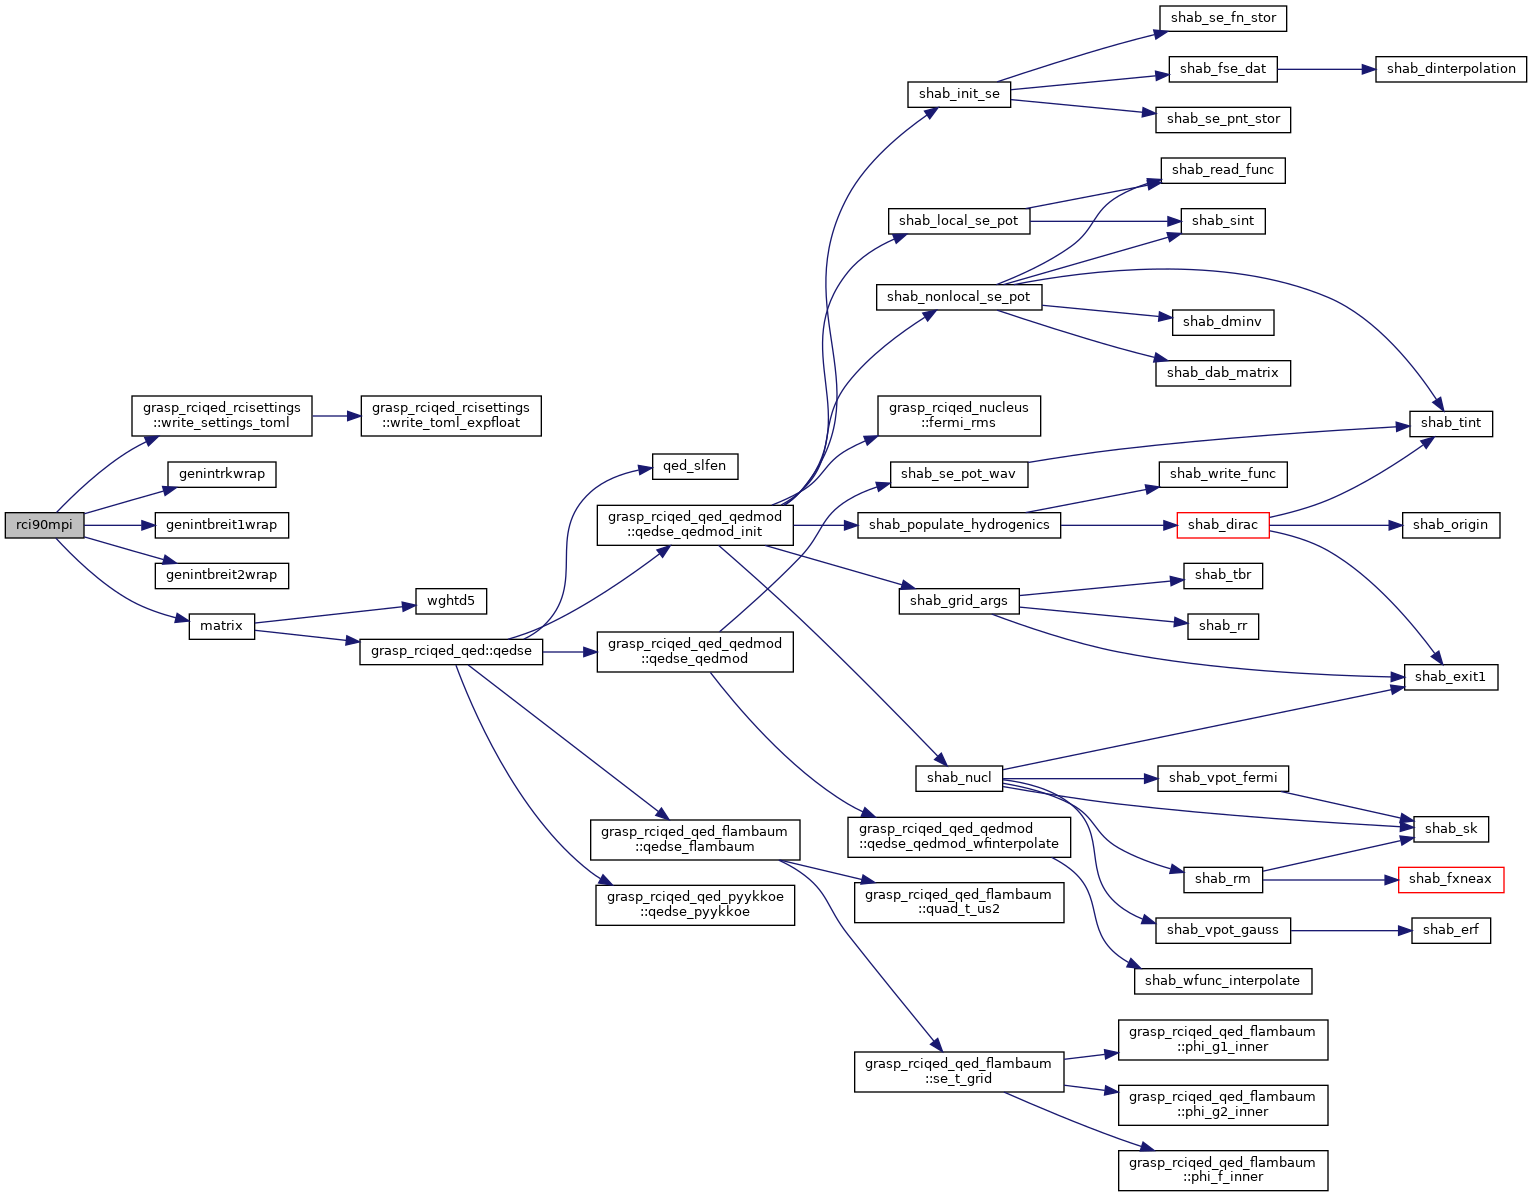 shab_se_fn_stor
shab_fse_dat
shab_dinterpolation
shab_init_se
shab_se_pnt_stor
shab_read_func
shab_local_se_pot
shab_sint
shab_nonlocal_se_pot
shab_dminv
shab_dab_matrix
grasp_rciqed_rcisettings
::write_settings_toml
grasp_rciqed_rcisettings
::write_toml_expfloat
grasp_rciqed_nucleus
::fermi_rms
shab_tint
qed_slfen
genintrkwrap
shab_se_pot_wav
shab_write_func
rci90mpi
genintbreit1wrap
grasp_rciqed_qed_qedmod
::qedse_qedmod_init
shab_populate_hydrogenics
shab_dirac
shab_origin
genintbreit2wrap
shab_tbr
wghtd5
shab_grid_args
matrix
shab_rr
grasp_rciqed_qed::qedse
grasp_rciqed_qed_qedmod
::qedse_qedmod
shab_exit1
shab_nucl
shab_vpot_fermi
grasp_rciqed_qed_flambaum
::qedse_flambaum
grasp_rciqed_qed_qedmod
::qedse_qedmod_wfinterpolate
shab_sk
shab_rm
shab_fxneax
grasp_rciqed_qed_pyykkoe
::qedse_pyykkoe
grasp_rciqed_qed_flambaum
::quad_t_us2
shab_vpot_gauss
shab_erf
shab_wfunc_interpolate
grasp_rciqed_qed_flambaum
::phi_g1_inner
grasp_rciqed_qed_flambaum
::se_t_grid
grasp_rciqed_qed_flambaum
::phi_g2_inner
grasp_rciqed_qed_flambaum
::phi_f_inner